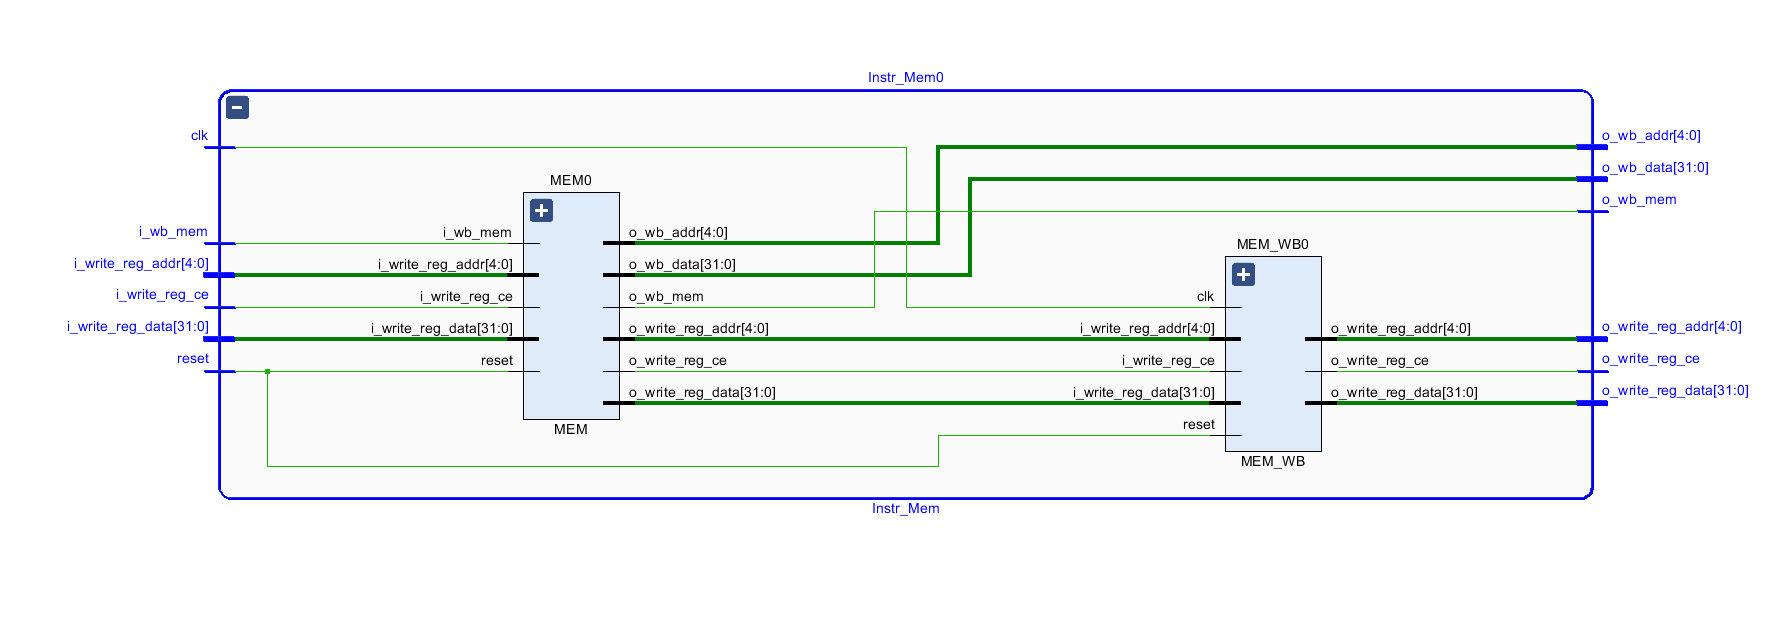 Instr_Mem0
clk
i_wb_mem
i_write_reg_addr[4:0]
i_write_reg_ce
i_write_reg_data[31:0]
reset
MEM0
i_wb_mem
i_write_reg_addr[4:0]
i_write_reg_ce
i_write_reg_data[31:0]
reset
o_wb_addr[4:0]
o_wb_data[31:0]
o_wb_mem
o_write_reg_addr[4:0]
o_write_reg_ce
o_write_reg_data[31:0]
MEM
MEM_WB0
clk
i_write_reg_addr[4:0]
i_write_reg_ce
i_write_reg_data[31:0]
reset
o_write_reg_addr[4:0]
o_write_reg_ce
o_write_reg_data[31:0]
MEM_WB
o_wb_addr[4:0]
o_wb_data[31:0]
o_wb_mem
o_write_reg_addr[4:0]
o_write_reg_ce
o_write_reg_data[31:0]
Instr_Mem